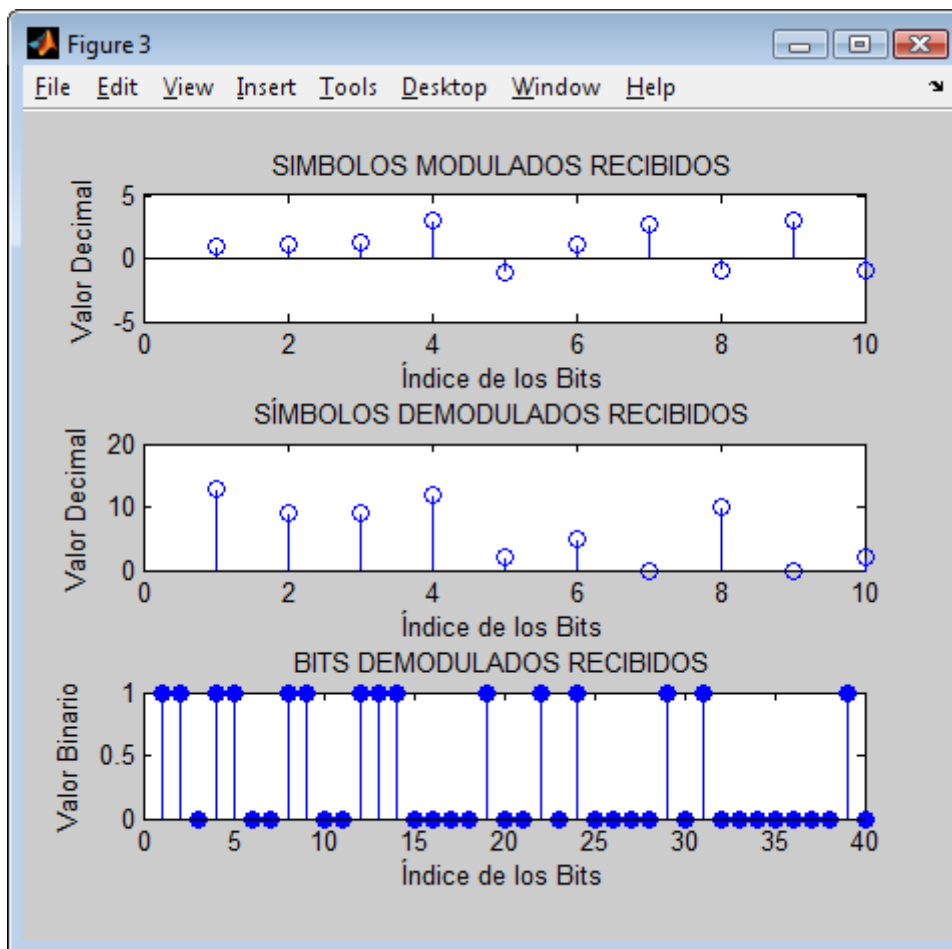 Figure 3
File Edit View Insert Tools Desktop Window Help
SIMBOLOS MODULADOS RECIBIDOS
Valor Decimal
5
0
-5
0 2 4 6 8 10
Índice de los Bits
SÍMBOLOS DEMODULADOS RECIBIDOS
Valor Decimal
20
10
0
0 2 4 6 8 10
Índice de los Bits
BITS DEMODULADOS RECIBIDOS
Valor Binario
1
0.5
0
0 5 10 15 20 25 30 35 40
Índice de los Bits